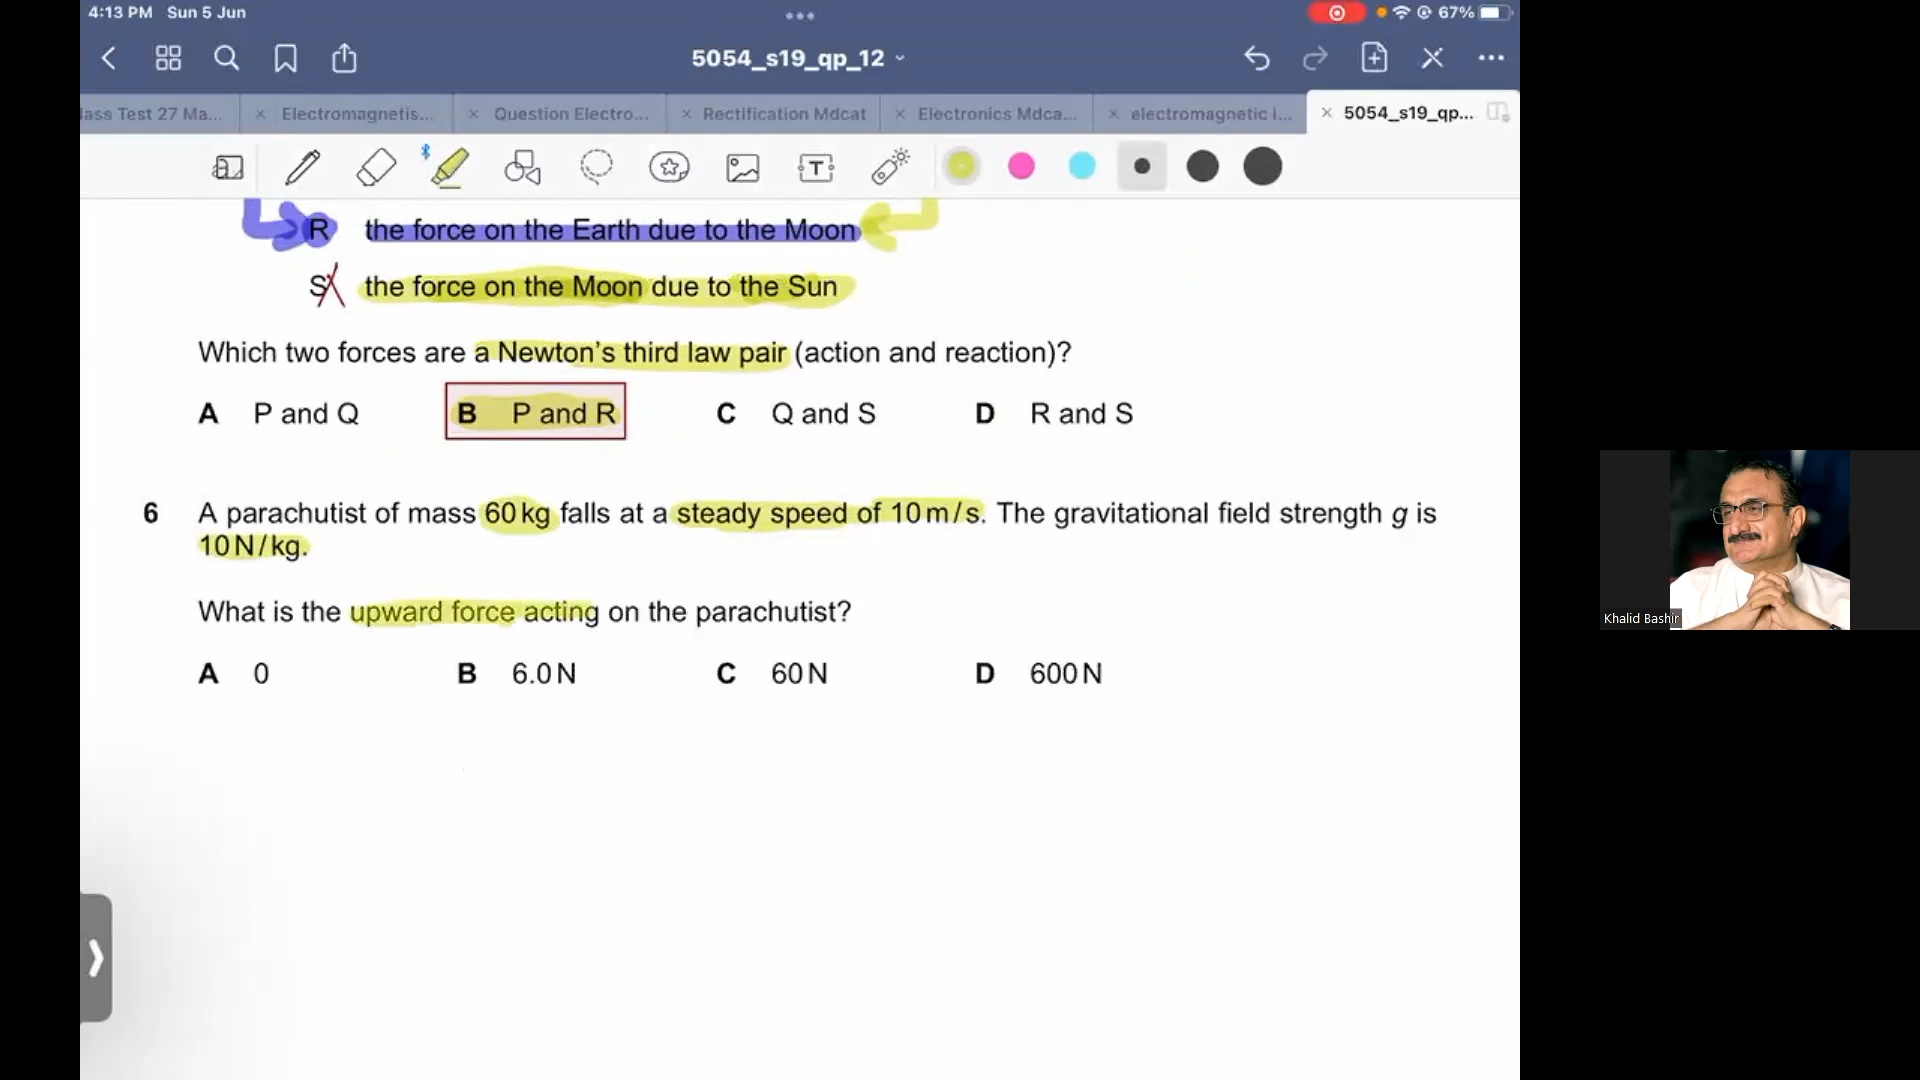 4:13 PM Sun 5 Jun
67%
5054_s19_qp_12
ass Test 27 Ma...
Electromagnetis...
Question Electro...
Rectification Mdcat
Electronics Mdca...
electromagnetic i...
5054_s19_qp...
R the force on the Earth due to the Moon
S the force on the Moon due to the Sun
Which two forces are a Newton's third law pair (action and reaction)?
A P and Q B P and R C Q and S D R and S
6 A parachutist of mass 60 kg falls at a steady speed of 10 m/s. The gravitational field strength g is
10 N/kg.
What is the upward force acting on the parachutist?
A 0 B 6.0 N C 60 N D 600 N
Khalid Bashir